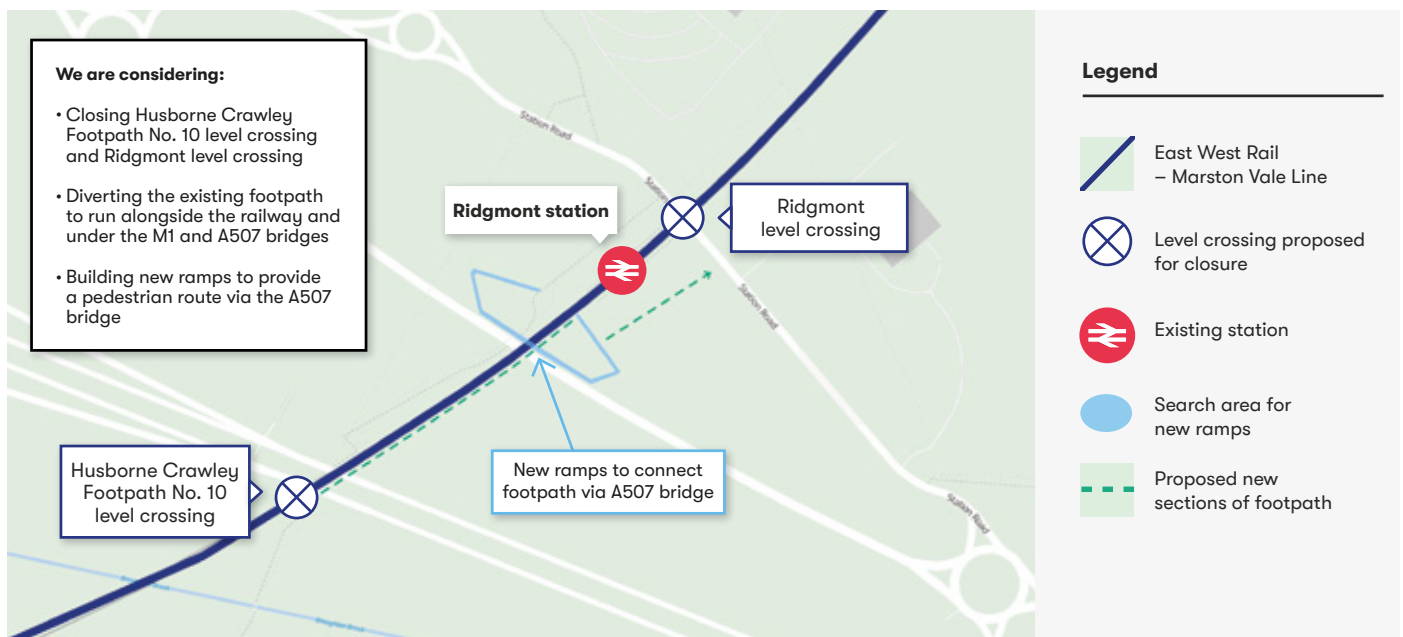 We are considering:
• Closing Husborne Crawley
Footpath No. 10 level crossing
and Ridgmont level crossing
• Diverting the existing footpath
to run alongside the railway and
under the M1 and A507 bridges
• Building new ramps to provide
a pedestrian route via the A507
bridge
Station Road
Station
Ridgmont station
Ridgmont
level crossing
Station Road
Husborne Crawley
Footpath No. 10
level crossing
New ramps to connect
footpath via A507 bridge
Station Road
Legend
East West Rail
– Marston Vale Line
Level crossing proposed
for closure
Existing station
Search area for
new ramps
Proposed new
sections of footpath